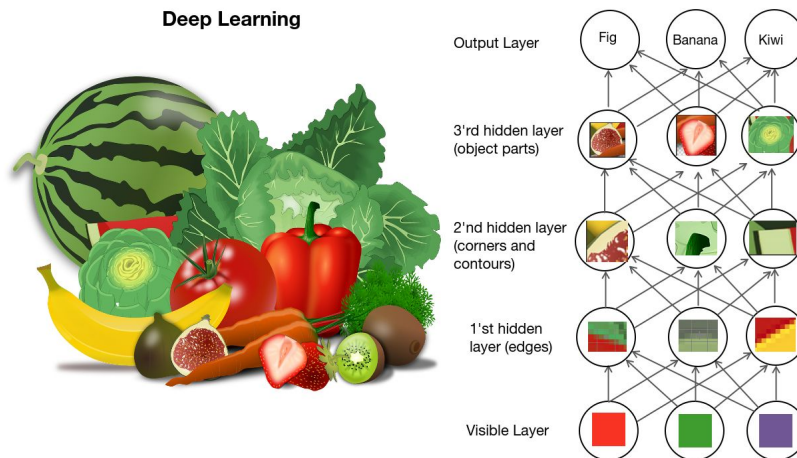 Deep Learning
Output Layer
Fig
Banana
Kiwi
3'rd hidden layer
(object parts)
2'nd hidden layer
(corners and
contours)
1'st hidden
layer (edges)
Visible Layer